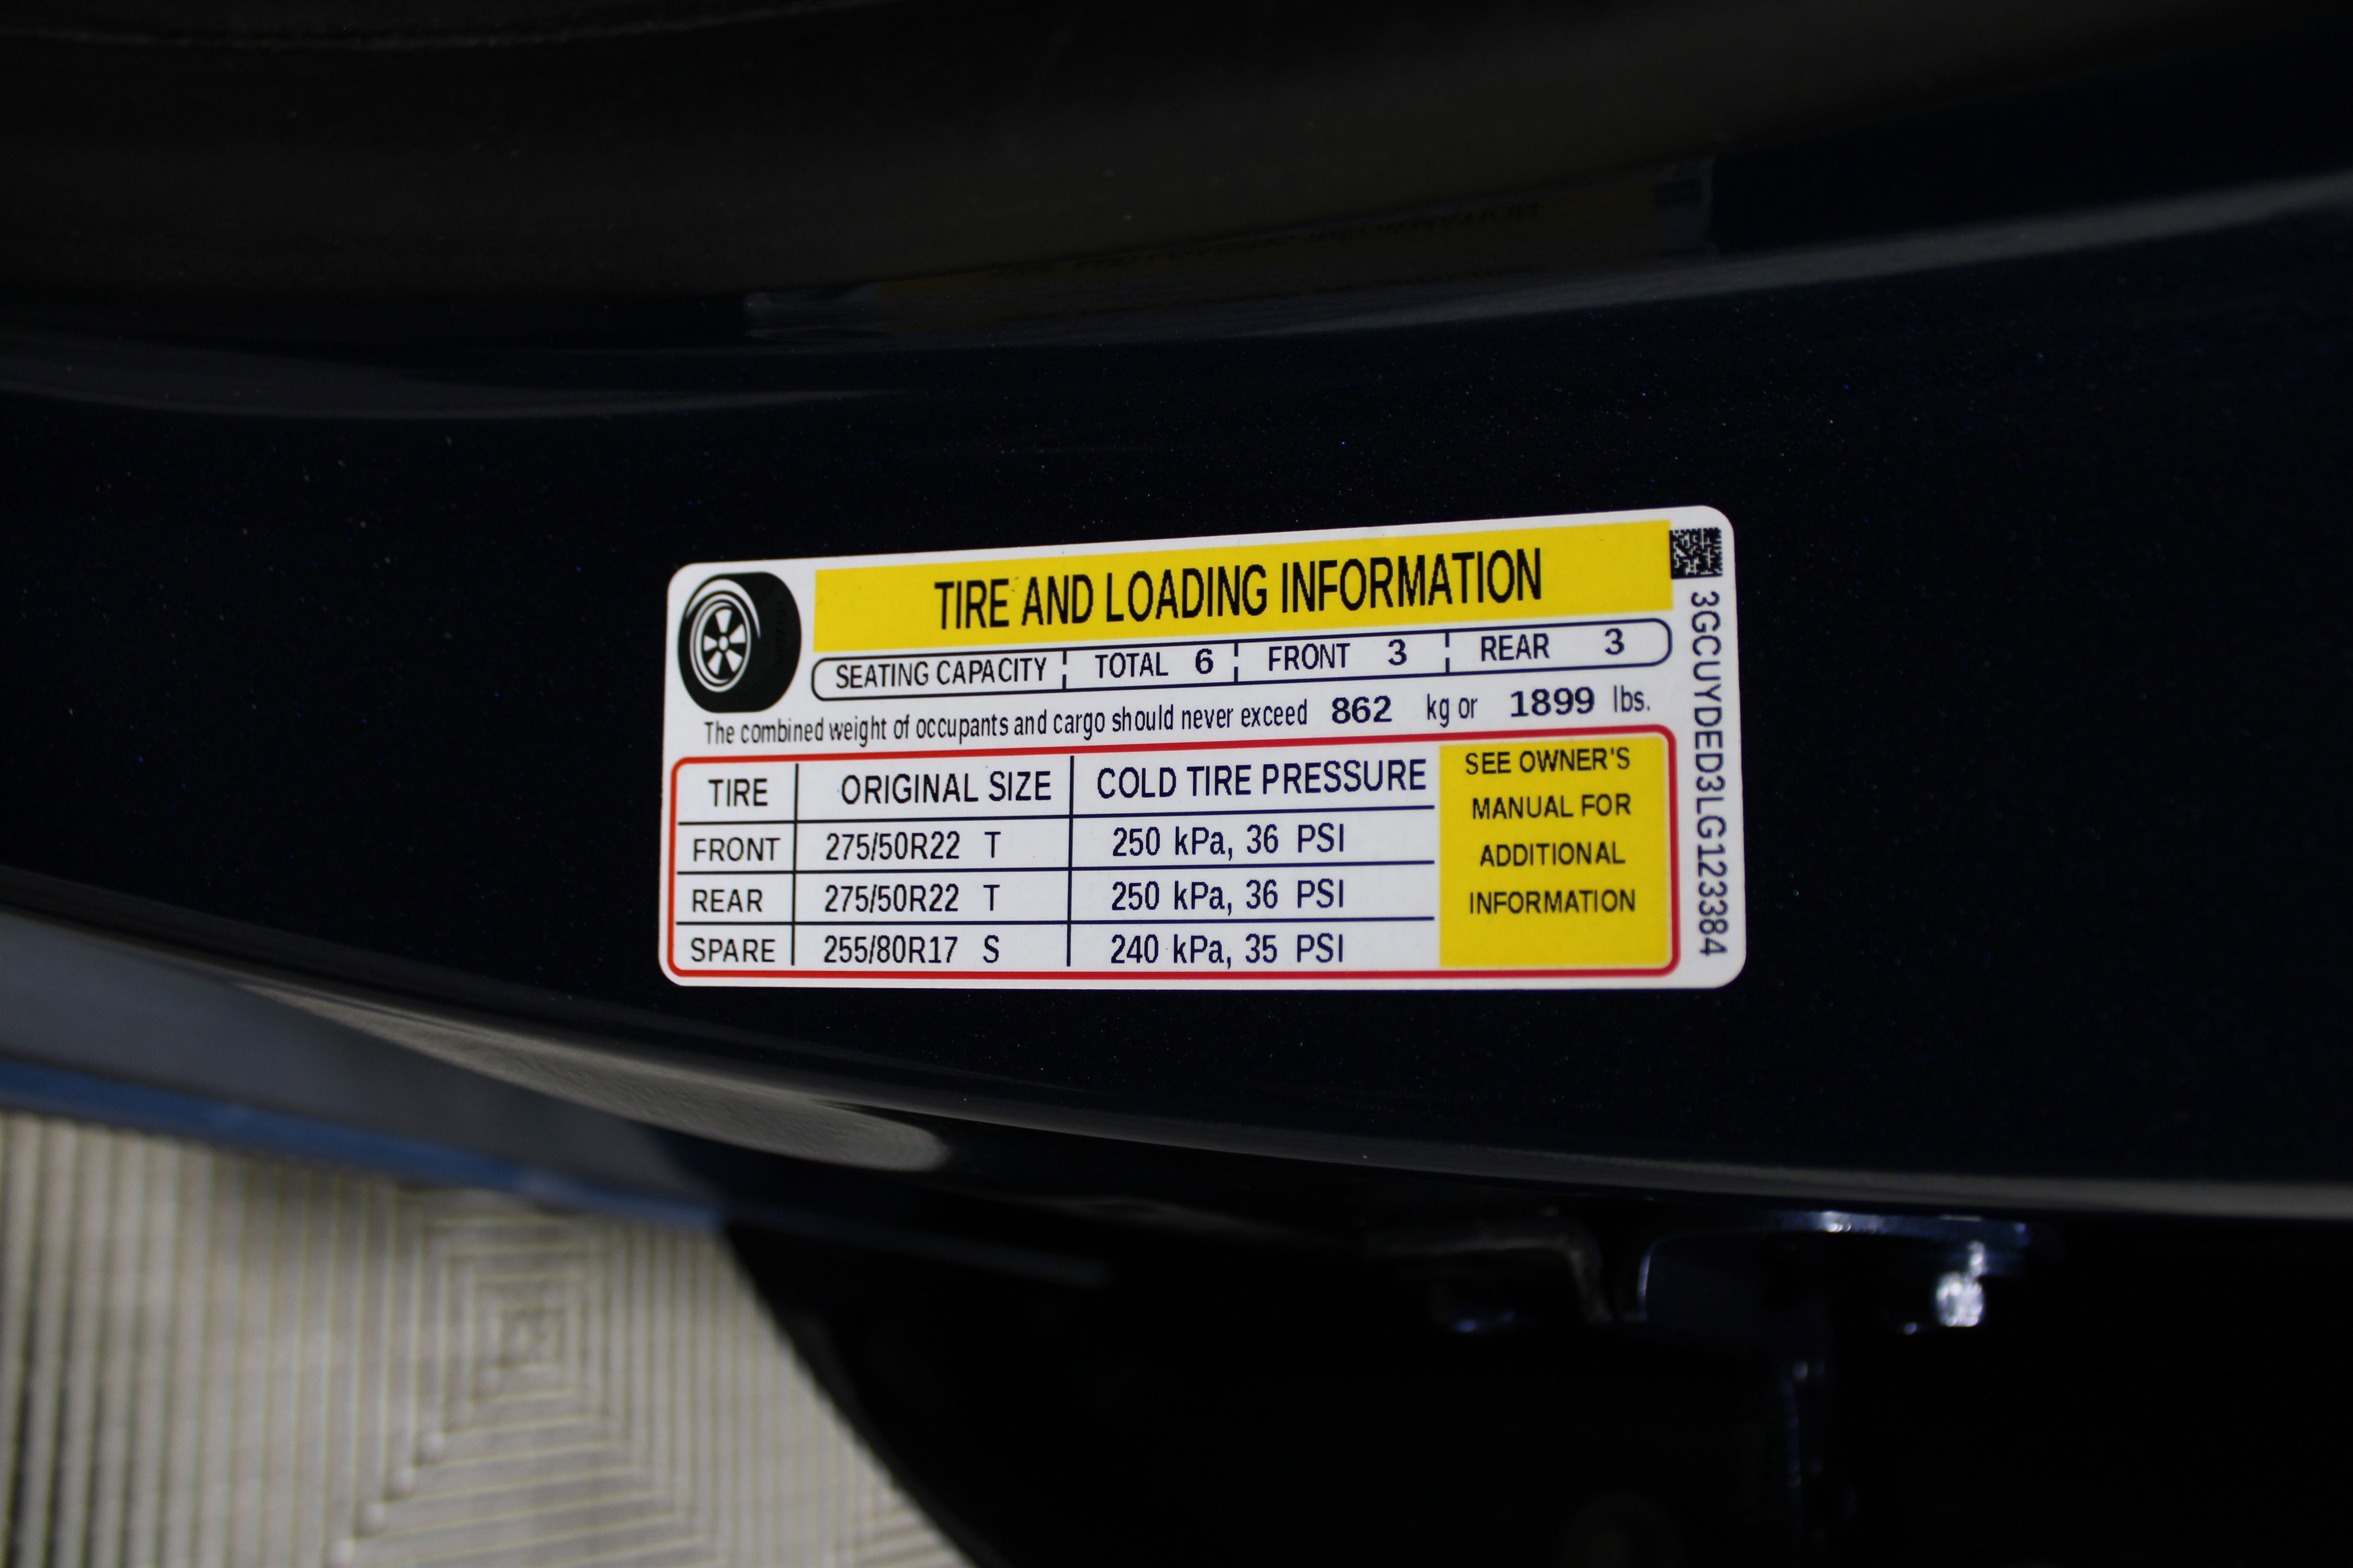 TIRE AND LOADING INFORMATION
SEATING CAPACITY TOTAL 6 FRONT 3 REAR 3
The combined weight of occupants and cargo should never exceed 862 kg or 1899 lbs.
TIRE ORIGINAL SIZE COLD TIRE PRESSURE
FRONT 275/50R22 T 250 kPa, 36 PSI
REAR 275/50R22 T 250 kPa, 36 PSI
SPARE 255/80R17 S 240 kPa, 35 PSI
SEE OWNER'S
MANUAL FOR
ADDITIONAL
INFORMATION
3GCUYDED3LG123384